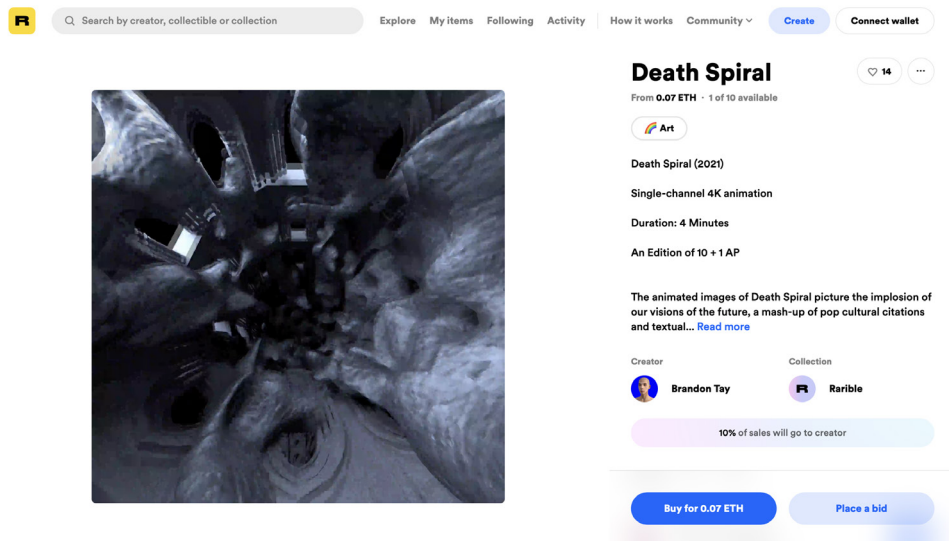 R
Search by creator, collectible or collection
Explore My items Following Activity How it works Community Create Connect wallet
Death Spiral
14
From 0.07 ETH · 1 of 10 available
Art
Death Spiral (2021)
Single-channel 4K animation
Duration: 4 Minutes
An Edition of 10 + 1 AP
The animated images of Death Spiral picture the implosion of
our visions of the future, a mash-up of pop cultural citations
and textual... Read more
Creator Collection
Brandon Tay R Rarible
10% of sales will go to creator
Buy for 0.07 ETH Place a bid